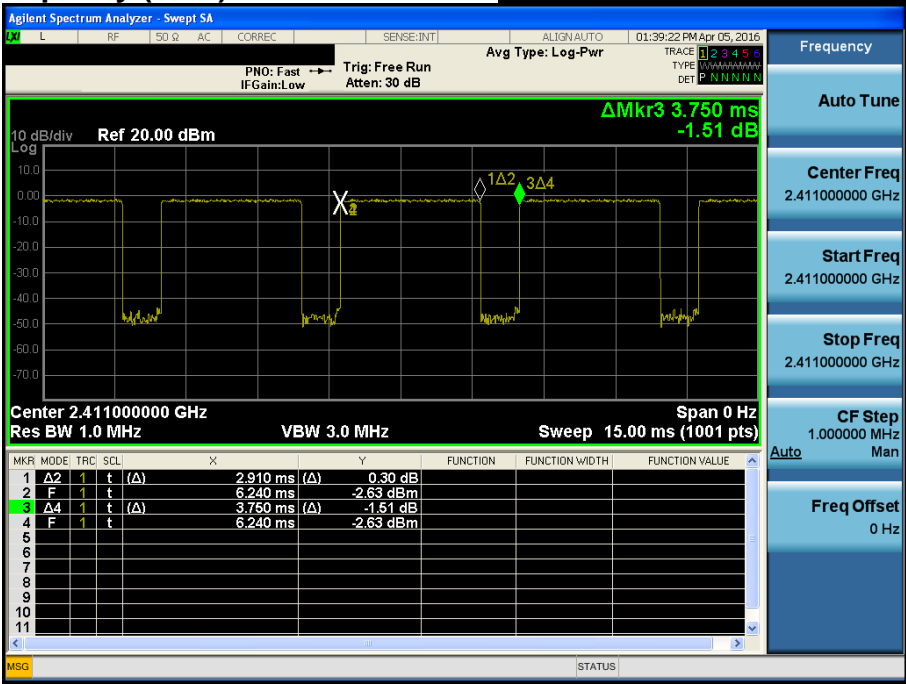 Agilent Spectrum Analyzer - Swept SA
LXI L RF 50 Ω AC CORREC SENSE:INT ALIGN AUTO 01:39:22 PM Apr 05, 2016
Avg Type: Log-Pwr
TRACE 1 2 3 4 5 6
TYPE WWWWWW
DET P N N N N N
PNO: Fast
IFGain:Low
Trig: Free Run
Atten: 30 dB
Frequency
ΔMkr3 3.750 ms
-1.51 dB
10 dB/div Ref 20.00 dBm
Log
10.0
0.00
-10.0
-20.0
-30.0
-40.0
-50.0
-60.0
-70.0
1Δ2
3Δ4
Center 2.411000000 GHz Span 0 Hz
Res BW 1.0 MHz VBW 3.0 MHz Sweep 15.00 ms (1001 pts)
MKR MODE TRC SCL X Y FUNCTION FUNCTION WIDTH FUNCTION VALUE
1 Δ2 1 t (Δ) 2.910 ms (Δ) 0.30 dB
2 F 1 t 6.240 ms -2.63 dBm
3 Δ4 1 t (Δ) 3.750 ms (Δ) -1.51 dB
4 F 1 t 6.240 ms -2.63 dBm
5
6
7
8
9
10
11
Auto Tune
Center Freq
2.411000000 GHz
Start Freq
2.411000000 GHz
Stop Freq
2.411000000 GHz
CF Step
1.000000 MHz
Auto Man
Freq Offset
0 Hz
MSG STATUS